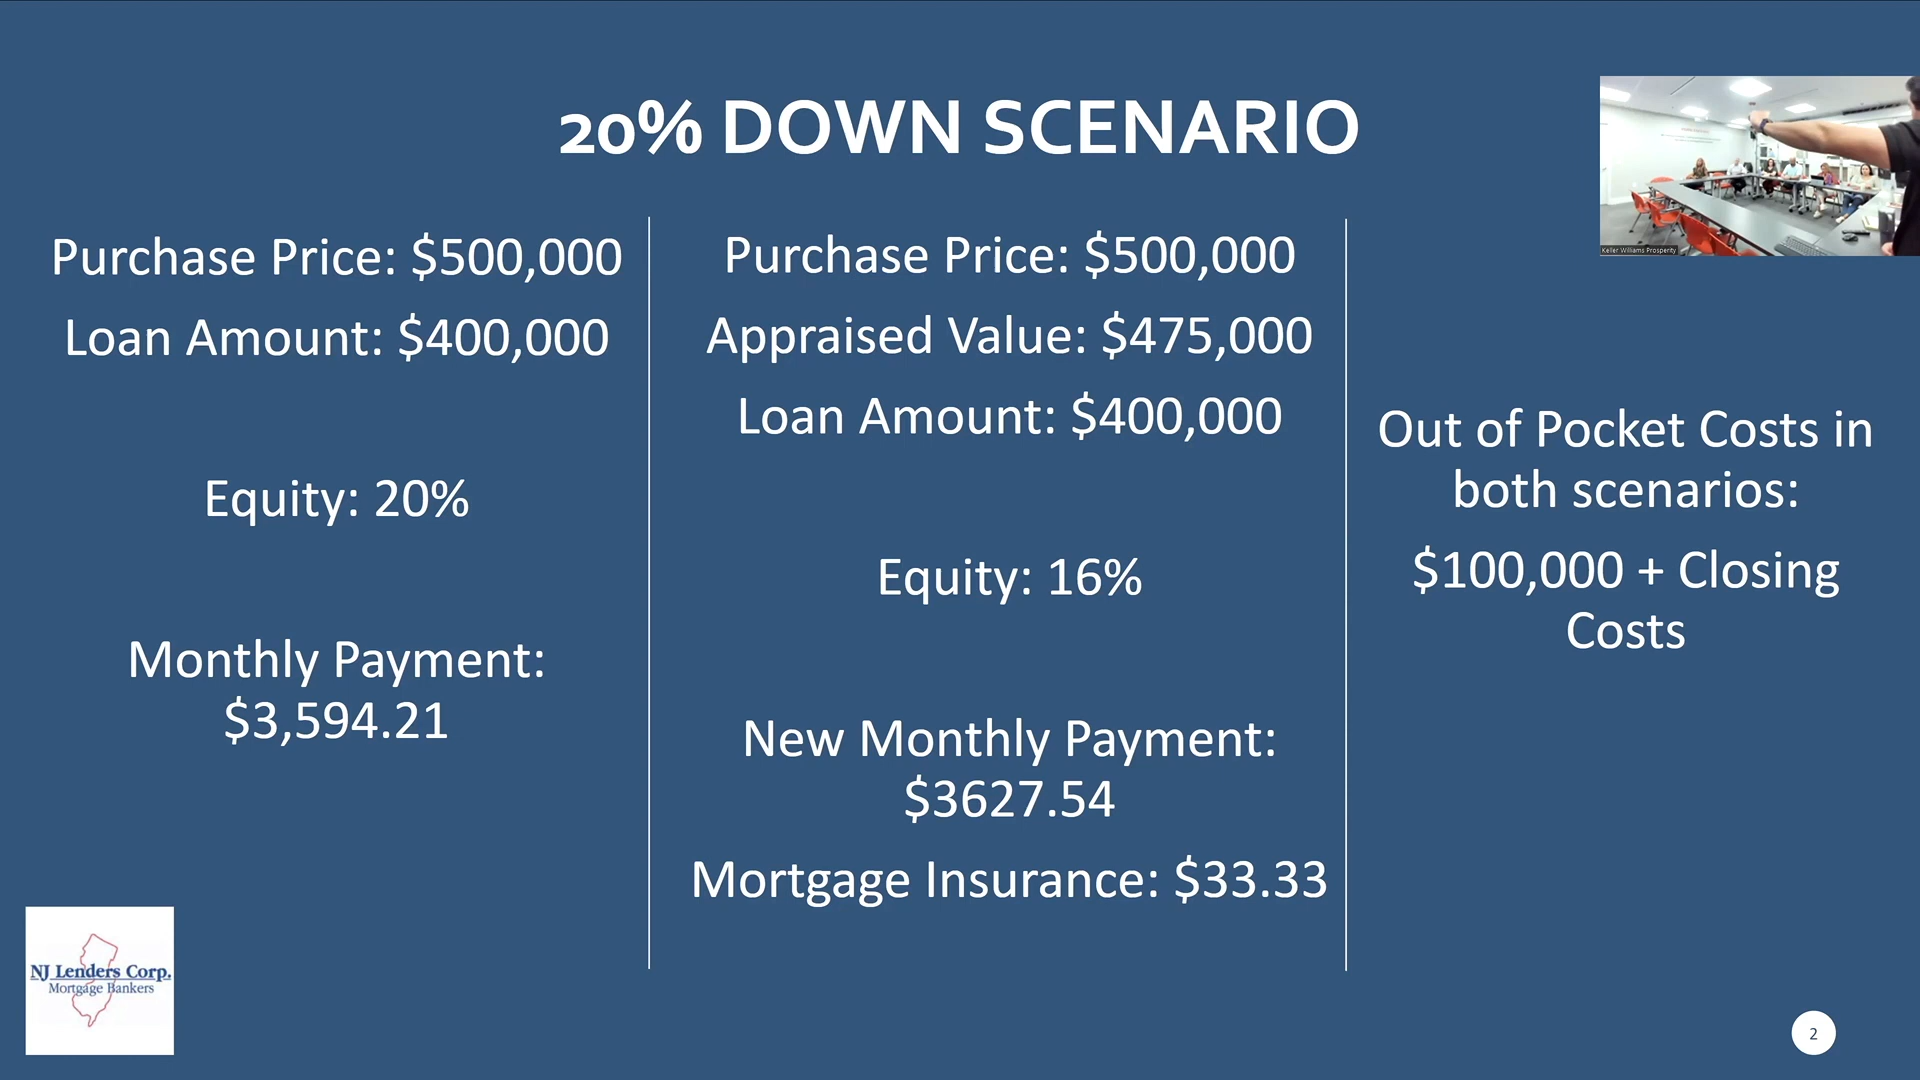 20% DOWN SCENARIO
Purchase Price: $500,000
Loan Amount: $400,000
Equity: 20%
Monthly Payment:
$3,594.21
Purchase Price: $500,000
Appraised Value: $475,000
Loan Amount: $400,000
Equity: 16%
New Monthly Payment:
$3627.54
Mortgage Insurance: $33.33
Out of Pocket Costs in
both scenarios:
$100,000 + Closing
Costs
Keller Williams Prosperity
NJ Lenders Corp.
Mortgage Bankers
2